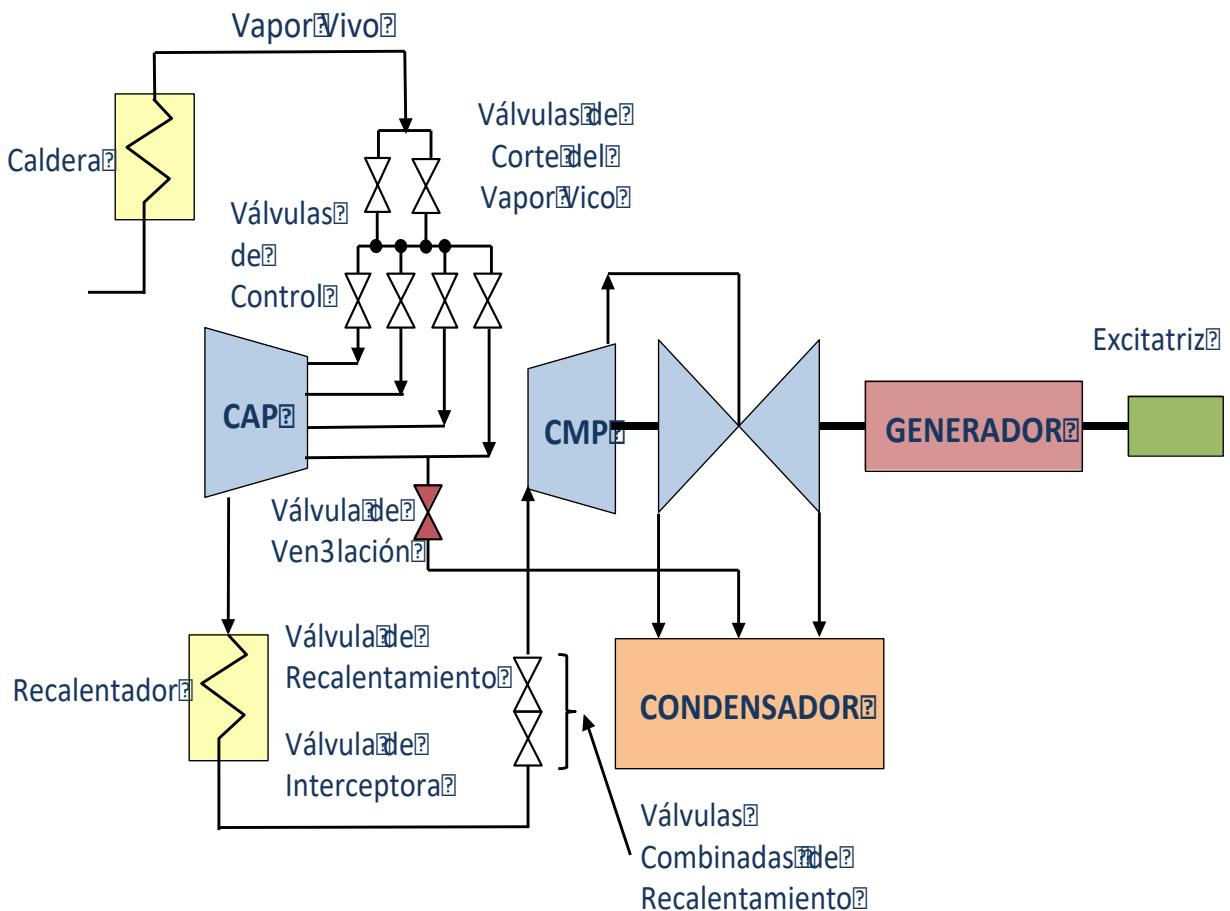 Vapor Vivo
Válvulas de
Corte del
Vapor Vico
Caldera
Válvulas
de
Control
Excitatriz
CAP
CMP
GENERADOR
Válvula de
Ven3lación
Válvula de
Recalentamiento
Recalentador
CONDENSADOR
Válvula de
Interceptora
Válvulas
Combinadas de
Recalentamiento